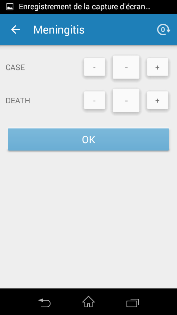 Enregistrement de la capture d'écran...
Meningitis
CASE - - +
DEATH - - +
OK